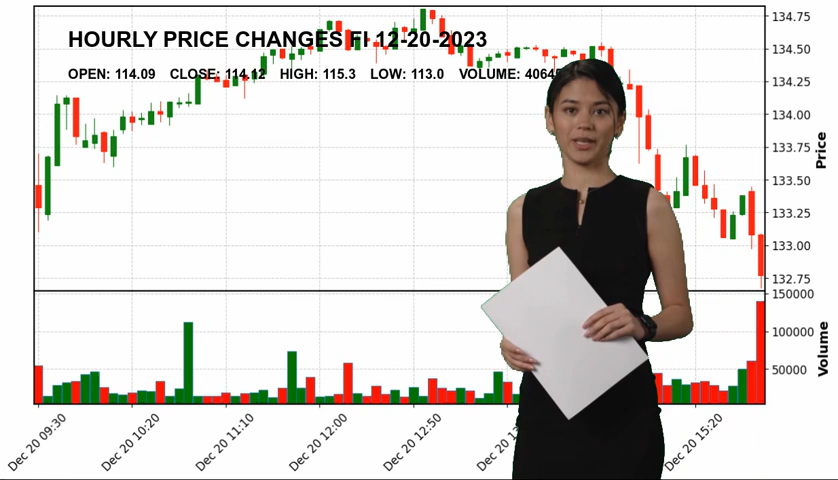 HOURLY PRICE CHANGES FI 12-20-2023
OPEN: 114.09 CLOSE: 114.12 HIGH: 115.3 LOW: 113.0 VOLUME:
134.75
134.50
134.25
134.00
133.75
133.50
133.25
133.00
132.75
Price
150000
100000
50000
Volume
Dec 20 09:30
Dec 20 10:20
Dec 20 11:10
Dec 20 12:00
Dec 20 12:50
Dec 20
Dec 20 15:20